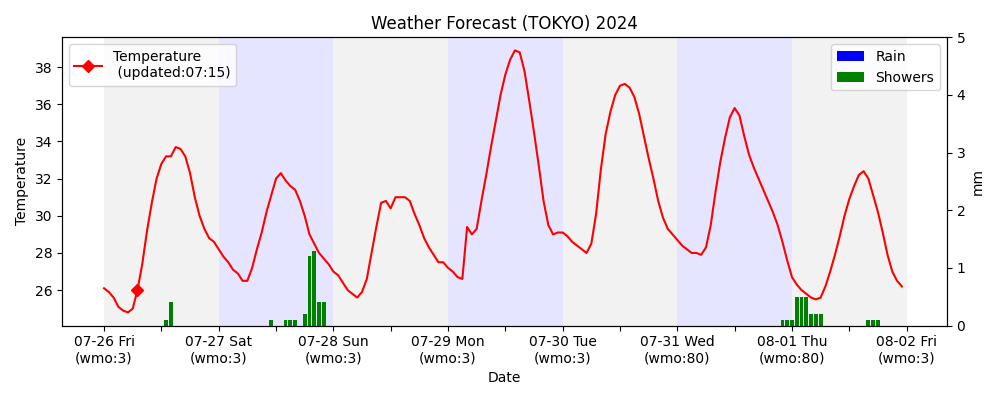 Weather Forecast (TOKYO) 2024
Temperature
(updated:07:15)
Rain
Showers
Temperature
38
36
34
32
30
28
26
5
4
3
2
1
0
mm
07-26 Fri
(wmo:3)
07-27 Sat
(wmo:3)
07-28 Sun
(wmo:3)
07-29 Mon
(wmo:3)
07-30 Tue
(wmo:3)
07-31 Wed
(wmo:80)
08-01 Thu
(wmo:80)
08-02 Fri
(wmo:3)
Date